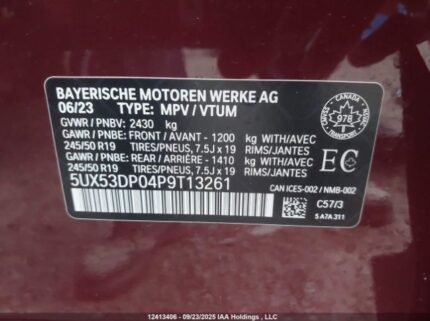 BAYERISCHE MOTOREN WERKE AG
06/23 TYPE: MPV / VTUM
GVWR / PNBV: 2430 kg
GAWR / PNBE: FRONT / AVANT - 1200 kg WITH/AVEC
245/50 R19 TIRES/PNEUS, 7.5J x 19 RIMS/JANTES
GAWR / PNBE: REAR / ARRIÈRE - 1410 kg WITH/AVEC
245/50 R19 TIRES/PNEUS, 7.5J x 19 RIMS/JANTES
5UX53DP04P9T13261
978
EC
CAN ICES-002 / NMB-002
C57/3
5 A7A 311
12413406 - 09/23/2025 IAA Holdings, LLC Copyright ©